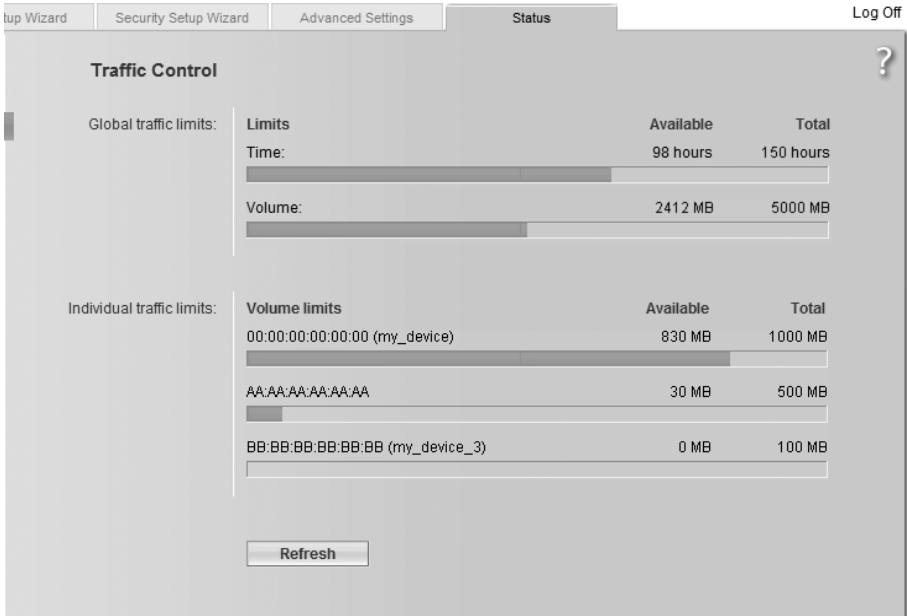 tup Wizard Security Setup Wizard Advanced Settings Status Log Off
Traffic Control
?
Global traffic limits: Limits Available Total
Time: 98 hours 150 hours
Volume: 2412 MB 5000 MB
Individual traffic limits: Volume limits Available Total
00:00:00:00:00:00 (my_device) 830 MB 1000 MB
AA:AA:AA:AA:AA:AA 30 MB 500 MB
BB:BB:BB:BB:BB:BB (my_device_3) 0 MB 100 MB
Refresh